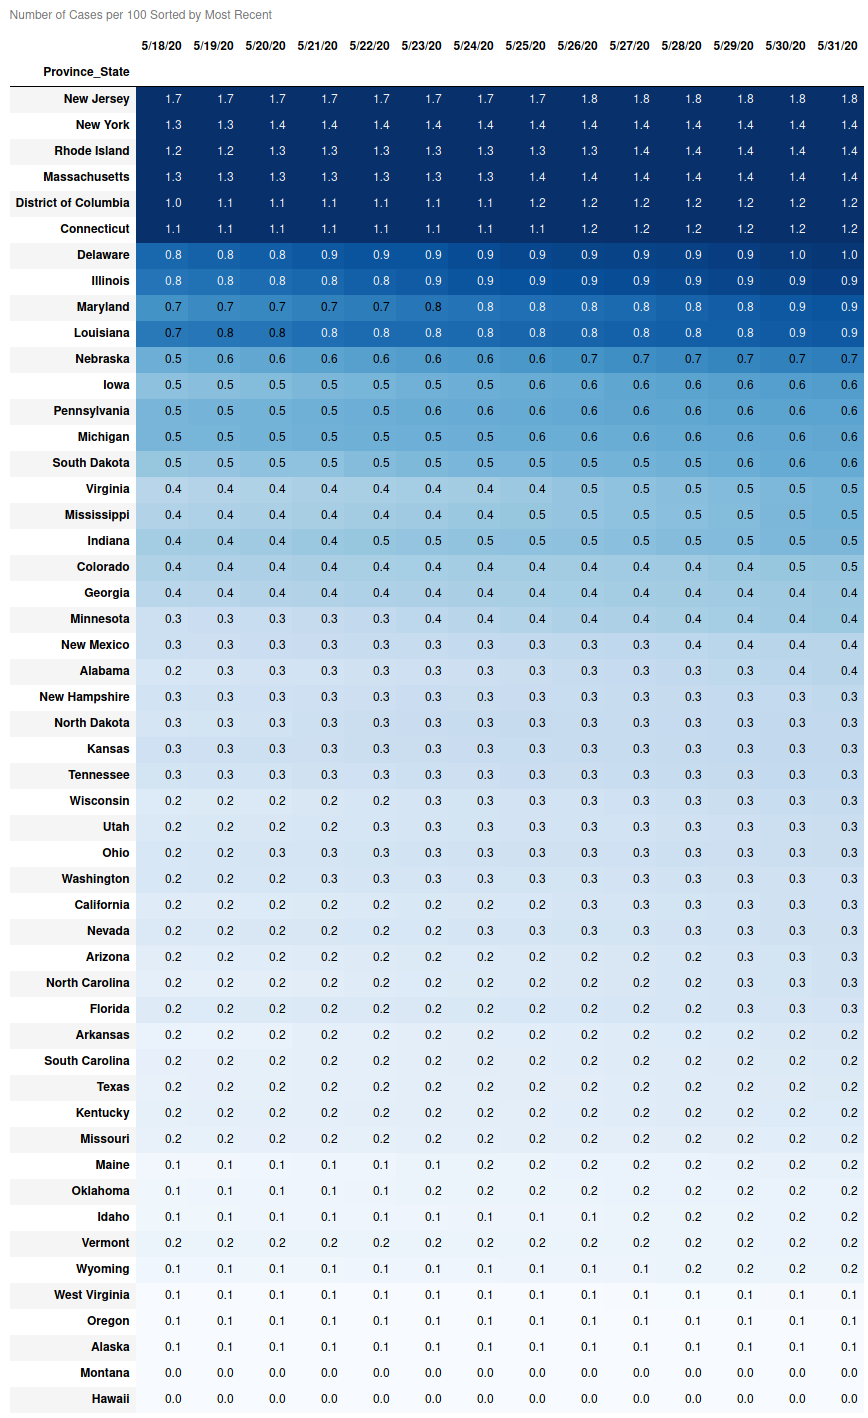 Number of Cases per 100 Sorted by Most Recent
5/18/20 5/19/20 5/20/20 5/21/20 5/22/20 5/23/20 5/24/20 5/25/20 5/26/20 5/27/20 5/28/20 5/29/20 5/30/20 5/31/20
Province_State
New Jersey 1.7 1.7 1.7 1.7 1.7 1.7 1.7 1.7 1.8 1.8 1.8 1.8 1.8 1.8
New York 1.3 1.3 1.4 1.4 1.4 1.4 1.4 1.4 1.4 1.4 1.4 1.4 1.4 1.4
Rhode Island 1.2 1.2 1.3 1.3 1.3 1.3 1.3 1.3 1.3 1.4 1.4 1.4 1.4 1.4
Massachusetts 1.3 1.3 1.3 1.3 1.3 1.3 1.3 1.4 1.4 1.4 1.4 1.4 1.4 1.4
District of Columbia 1.0 1.1 1.1 1.1 1.1 1.1 1.1 1.2 1.2 1.2 1.2 1.2 1.2 1.2
Connecticut 1.1 1.1 1.1 1.1 1.1 1.1 1.1 1.1 1.2 1.2 1.2 1.2 1.2 1.2
Delaware 0.8 0.8 0.8 0.9 0.9 0.9 0.9 0.9 0.9 0.9 0.9 0.9 1.0 1.0
Illinois 0.8 0.8 0.8 0.8 0.8 0.9 0.9 0.9 0.9 0.9 0.9 0.9 0.9 0.9
Maryland 0.7 0.7 0.7 0.7 0.7 0.8 0.8 0.8 0.8 0.8 0.8 0.8 0.9 0.9
Louisiana 0.7 0.8 0.8 0.8 0.8 0.8 0.8 0.8 0.8 0.8 0.8 0.8 0.9 0.9
Nebraska 0.5 0.6 0.6 0.6 0.6 0.6 0.6 0.6 0.7 0.7 0.7 0.7 0.7 0.7
Iowa 0.5 0.5 0.5 0.5 0.5 0.5 0.5 0.6 0.6 0.6 0.6 0.6 0.6 0.6
Pennsylvania 0.5 0.5 0.5 0.5 0.5 0.6 0.6 0.6 0.6 0.6 0.6 0.6 0.6 0.6
Michigan 0.5 0.5 0.5 0.5 0.5 0.5 0.5 0.6 0.6 0.6 0.6 0.6 0.6 0.6
South Dakota 0.5 0.5 0.5 0.5 0.5 0.5 0.5 0.5 0.5 0.5 0.5 0.6 0.6 0.6
Virginia 0.4 0.4 0.4 0.4 0.4 0.4 0.4 0.4 0.5 0.5 0.5 0.5 0.5 0.5
Mississippi 0.4 0.4 0.4 0.4 0.4 0.4 0.4 0.5 0.5 0.5 0.5 0.5 0.5 0.5
Indiana 0.4 0.4 0.4 0.4 0.5 0.5 0.5 0.5 0.5 0.5 0.5 0.5 0.5 0.5
Colorado 0.4 0.4 0.4 0.4 0.4 0.4 0.4 0.4 0.4 0.4 0.4 0.4 0.5 0.5
Georgia 0.4 0.4 0.4 0.4 0.4 0.4 0.4 0.4 0.4 0.4 0.4 0.4 0.4 0.4
Minnesota 0.3 0.3 0.3 0.3 0.3 0.4 0.4 0.4 0.4 0.4 0.4 0.4 0.4 0.4
New Mexico 0.3 0.3 0.3 0.3 0.3 0.3 0.3 0.3 0.3 0.3 0.4 0.4 0.4 0.4
Alabama 0.2 0.3 0.3 0.3 0.3 0.3 0.3 0.3 0.3 0.3 0.3 0.3 0.4 0.4
New Hampshire 0.3 0.3 0.3 0.3 0.3 0.3 0.3 0.3 0.3 0.3 0.3 0.3 0.3 0.3
North Dakota 0.3 0.3 0.3 0.3 0.3 0.3 0.3 0.3 0.3 0.3 0.3 0.3 0.3 0.3
Kansas 0.3 0.3 0.3 0.3 0.3 0.3 0.3 0.3 0.3 0.3 0.3 0.3 0.3 0.3
Tennessee 0.3 0.3 0.3 0.3 0.3 0.3 0.3 0.3 0.3 0.3 0.3 0.3 0.3 0.3
Wisconsin 0.2 0.2 0.2 0.2 0.2 0.3 0.3 0.3 0.3 0.3 0.3 0.3 0.3 0.3
Utah 0.2 0.2 0.2 0.2 0.3 0.3 0.3 0.3 0.3 0.3 0.3 0.3 0.3 0.3
Ohio 0.2 0.2 0.3 0.3 0.3 0.3 0.3 0.3 0.3 0.3 0.3 0.3 0.3 0.3
Washington 0.2 0.2 0.2 0.3 0.3 0.3 0.3 0.3 0.3 0.3 0.3 0.3 0.3 0.3
California 0.2 0.2 0.2 0.2 0.2 0.2 0.2 0.2 0.3 0.3 0.3 0.3 0.3 0.3
Nevada 0.2 0.2 0.2 0.2 0.2 0.2 0.3 0.3 0.3 0.3 0.3 0.3 0.3 0.3
Arizona 0.2 0.2 0.2 0.2 0.2 0.2 0.2 0.2 0.2 0.2 0.2 0.3 0.3 0.3
North Carolina 0.2 0.2 0.2 0.2 0.2 0.2 0.2 0.2 0.2 0.2 0.2 0.3 0.3 0.3
Florida 0.2 0.2 0.2 0.2 0.2 0.2 0.2 0.2 0.2 0.2 0.2 0.3 0.3 0.3
Arkansas 0.2 0.2 0.2 0.2 0.2 0.2 0.2 0.2 0.2 0.2 0.2 0.2 0.2 0.2
South Carolina 0.2 0.2 0.2 0.2 0.2 0.2 0.2 0.2 0.2 0.2 0.2 0.2 0.2 0.2
Texas 0.2 0.2 0.2 0.2 0.2 0.2 0.2 0.2 0.2 0.2 0.2 0.2 0.2 0.2
Kentucky 0.2 0.2 0.2 0.2 0.2 0.2 0.2 0.2 0.2 0.2 0.2 0.2 0.2 0.2
Missouri 0.2 0.2 0.2 0.2 0.2 0.2 0.2 0.2 0.2 0.2 0.2 0.2 0.2 0.2
Maine 0.1 0.1 0.1 0.1 0.1 0.1 0.2 0.2 0.2 0.2 0.2 0.2 0.2 0.2
Oklahoma 0.1 0.1 0.1 0.1 0.1 0.2 0.2 0.2 0.2 0.2 0.2 0.2 0.2 0.2
Idaho 0.1 0.1 0.1 0.1 0.1 0.1 0.1 0.1 0.1 0.2 0.2 0.2 0.2 0.2
Vermont 0.2 0.2 0.2 0.2 0.2 0.2 0.2 0.2 0.2 0.2 0.2 0.2 0.2 0.2
Wyoming 0.1 0.1 0.1 0.1 0.1 0.1 0.1 0.1 0.1 0.1 0.2 0.2 0.2 0.2
West Virginia 0.1 0.1 0.1 0.1 0.1 0.1 0.1 0.1 0.1 0.1 0.1 0.1 0.1 0.1
Oregon 0.1 0.1 0.1 0.1 0.1 0.1 0.1 0.1 0.1 0.1 0.1 0.1 0.1 0.1
Alaska 0.1 0.1 0.1 0.1 0.1 0.1 0.1 0.1 0.1 0.1 0.1 0.1 0.1 0.1
Montana 0.0 0.0 0.0 0.0 0.0 0.0 0.0 0.0 0.0 0.0 0.0 0.0 0.0 0.0
Hawaii 0.0 0.0 0.0 0.0 0.0 0.0 0.0 0.0 0.0 0.0 0.0 0.0 0.0 0.0